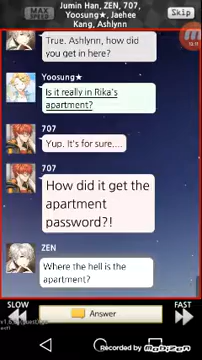 Jumin Han, ZEN, 707,
Yoosung★, Jaehee
Kang, Ashlynn
MAX
SPEED
Skip
True. Ashlynn, how did
you get in here?
Yoosung★
Is it really in Rika's
apartment?
707
Yup. It's for sure....
707
How did it get the
apartment
password?!
ZEN
Where the hell is the
apartment?
SLOW
Answer
FAST
Recorded by
Mobizen